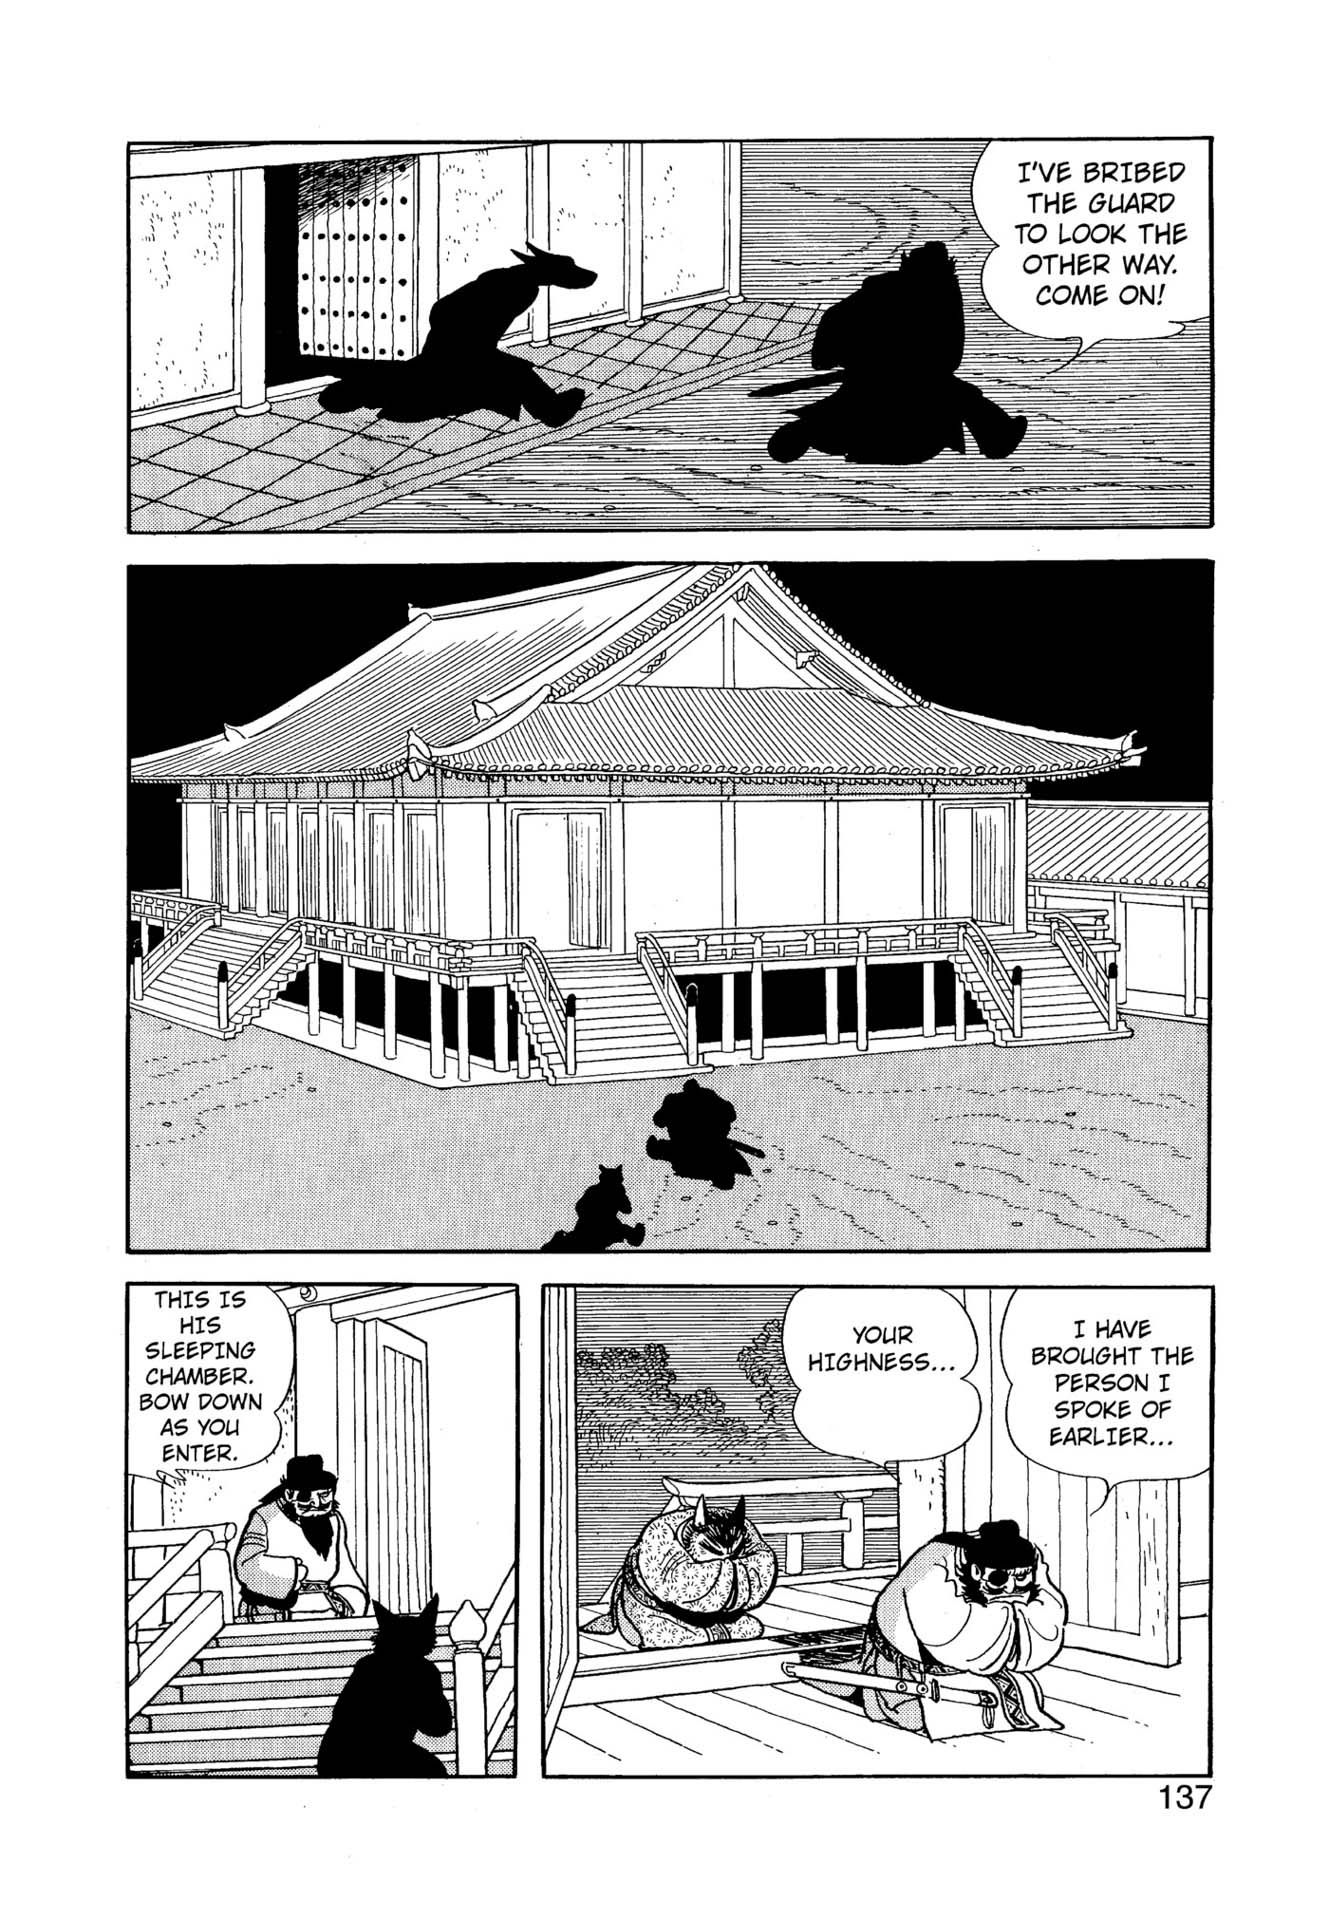 I'VE BRIBED
THE GUARD
TO LOOK THE
OTHER WAY.
COME ON!
THIS IS
HIS
SLEEPING
CHAMBER.
BOW DOWN
AS YOU
ENTER.
YOUR
HIGHNESS...
I HAVE
BROUGHT THE
PERSON I
SPOKE OF
EARLIER...
137